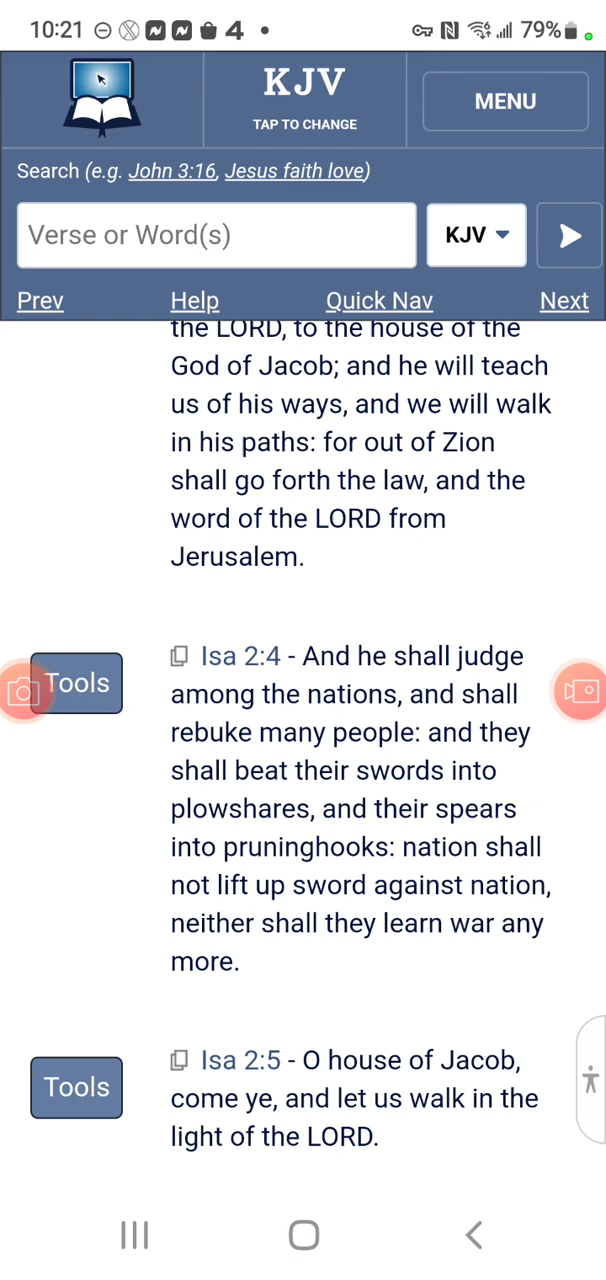 10:21 4 79%
KJV
TAP TO CHANGE
MENU
Search (e.g. John 3:16, Jesus faith love)
Verse or Word(s) KJV
Prev Help Quick Nav Next
the LORD, to the house of the
God of Jacob; and he will teach
us of his ways, and we will walk
in his paths: for out of Zion
shall go forth the law, and the
word of the LORD from
Jerusalem.
Tools
Isa 2:4 - And he shall judge
among the nations, and shall
rebuke many people: and they
shall beat their swords into
plowshares, and their spears
into pruninghooks: nation shall
not lift up sword against nation,
neither shall they learn war any
more.
Tools
Isa 2:5 - O house of Jacob,
come ye, and let us walk in the
light of the LORD.